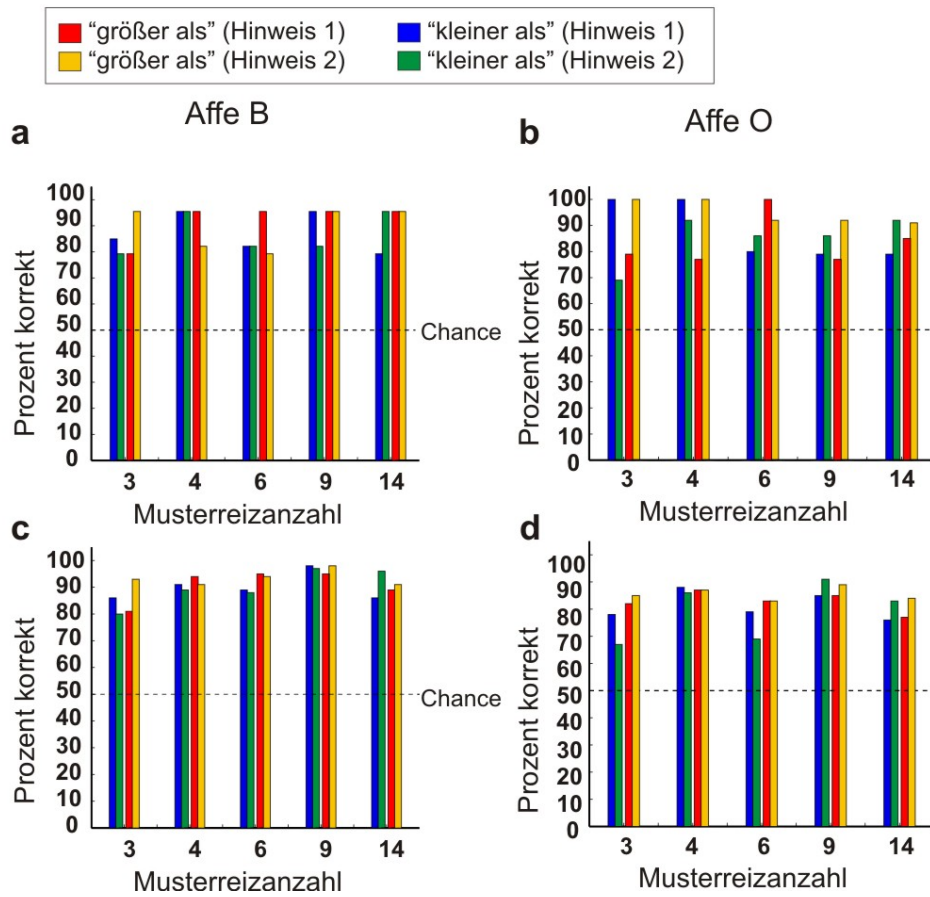 “größer als” (Hinweis 1) “kleiner als” (Hinweis 1)
“größer als” (Hinweis 2) “kleiner als” (Hinweis 2)
Affe B
Affe O
a
b
100
90
80
70
60
50
40
30
20
10
0
Prozent korrekt
Chance
3 4 6 9 14
Musterreizanzahl
100
90
80
70
60
50
40
30
20
10
0
Prozent korrekt
3 4 6 9 14
Musterreizanzahl
c
d
100
90
80
70
60
50
40
30
20
10
0
Prozent korrekt
Chance
3 4 6 9 14
Musterreizanzahl
100
90
80
70
60
50
40
30
20
10
0
Prozent korrekt
3 4 6 9 14
Musterreizanzahl